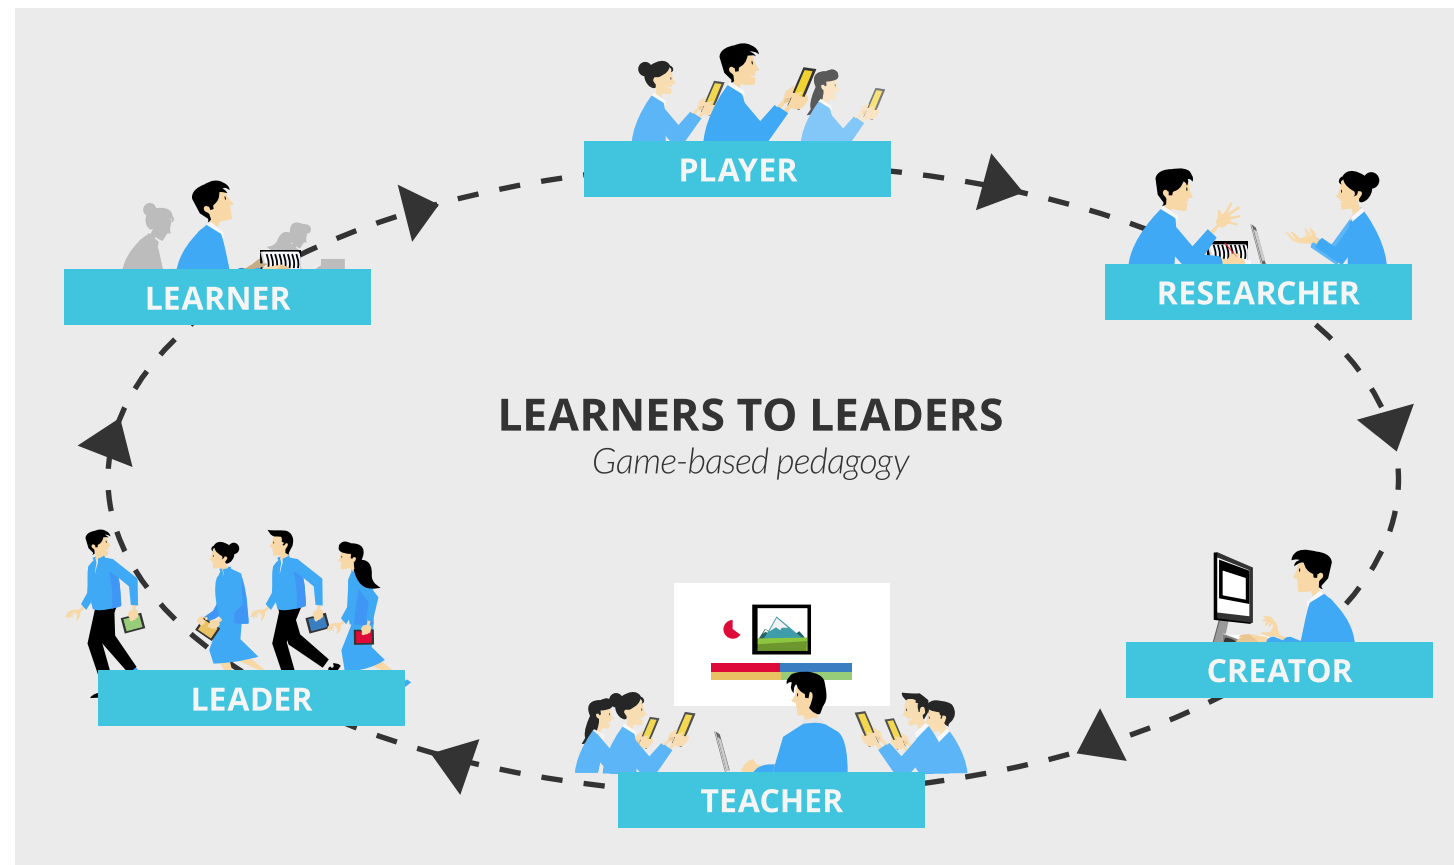 PLAYER
LEARNER
RESEARCHER
LEARNERS TO LEADERS
Game-based pedagogy
CREATOR
LEADER
TEACHER